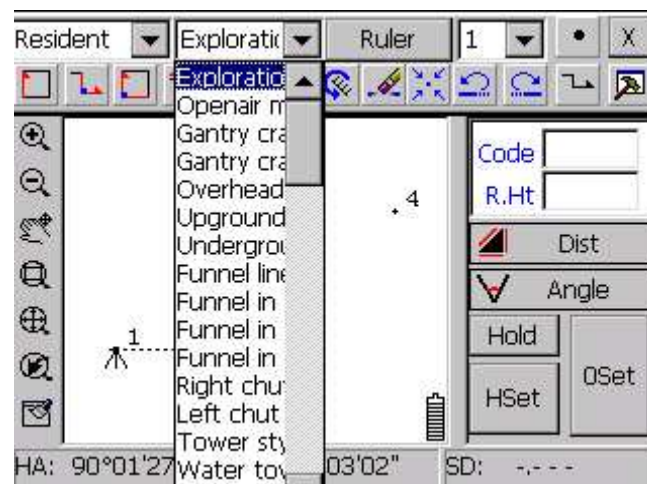 Resident Exploratic Ruler 1 X
Exploratio
Openair m
Gantry cra
Gantry cra
Overhead
Upground
Undergrou
Funnel line
Funnel in
Funnel in
Funnel in
Right chu
Left chut
Tower sty
Water tov
4
1
Code
R.Ht
Dist
Angle
Hold
HSet
0Set
HA: 90°01'27 03'02" SD: -.- - -